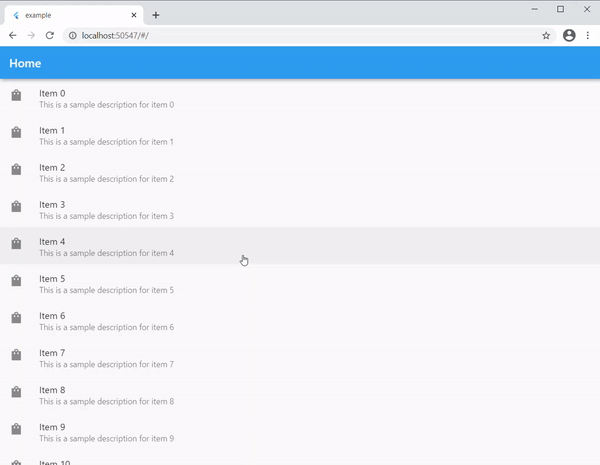 example
localhost:50547/#/
Home
Item 0
This is a sample description for item 0
Item 1
This is a sample description for item 1
Item 2
This is a sample description for item 2
Item 3
This is a sample description for item 3
Item 4
This is a sample description for item 4
Item 5
This is a sample description for item 5
Item 6
This is a sample description for item 6
Item 7
This is a sample description for item 7
Item 8
This is a sample description for item 8
Item 9
This is a sample description for item 9
Item 10